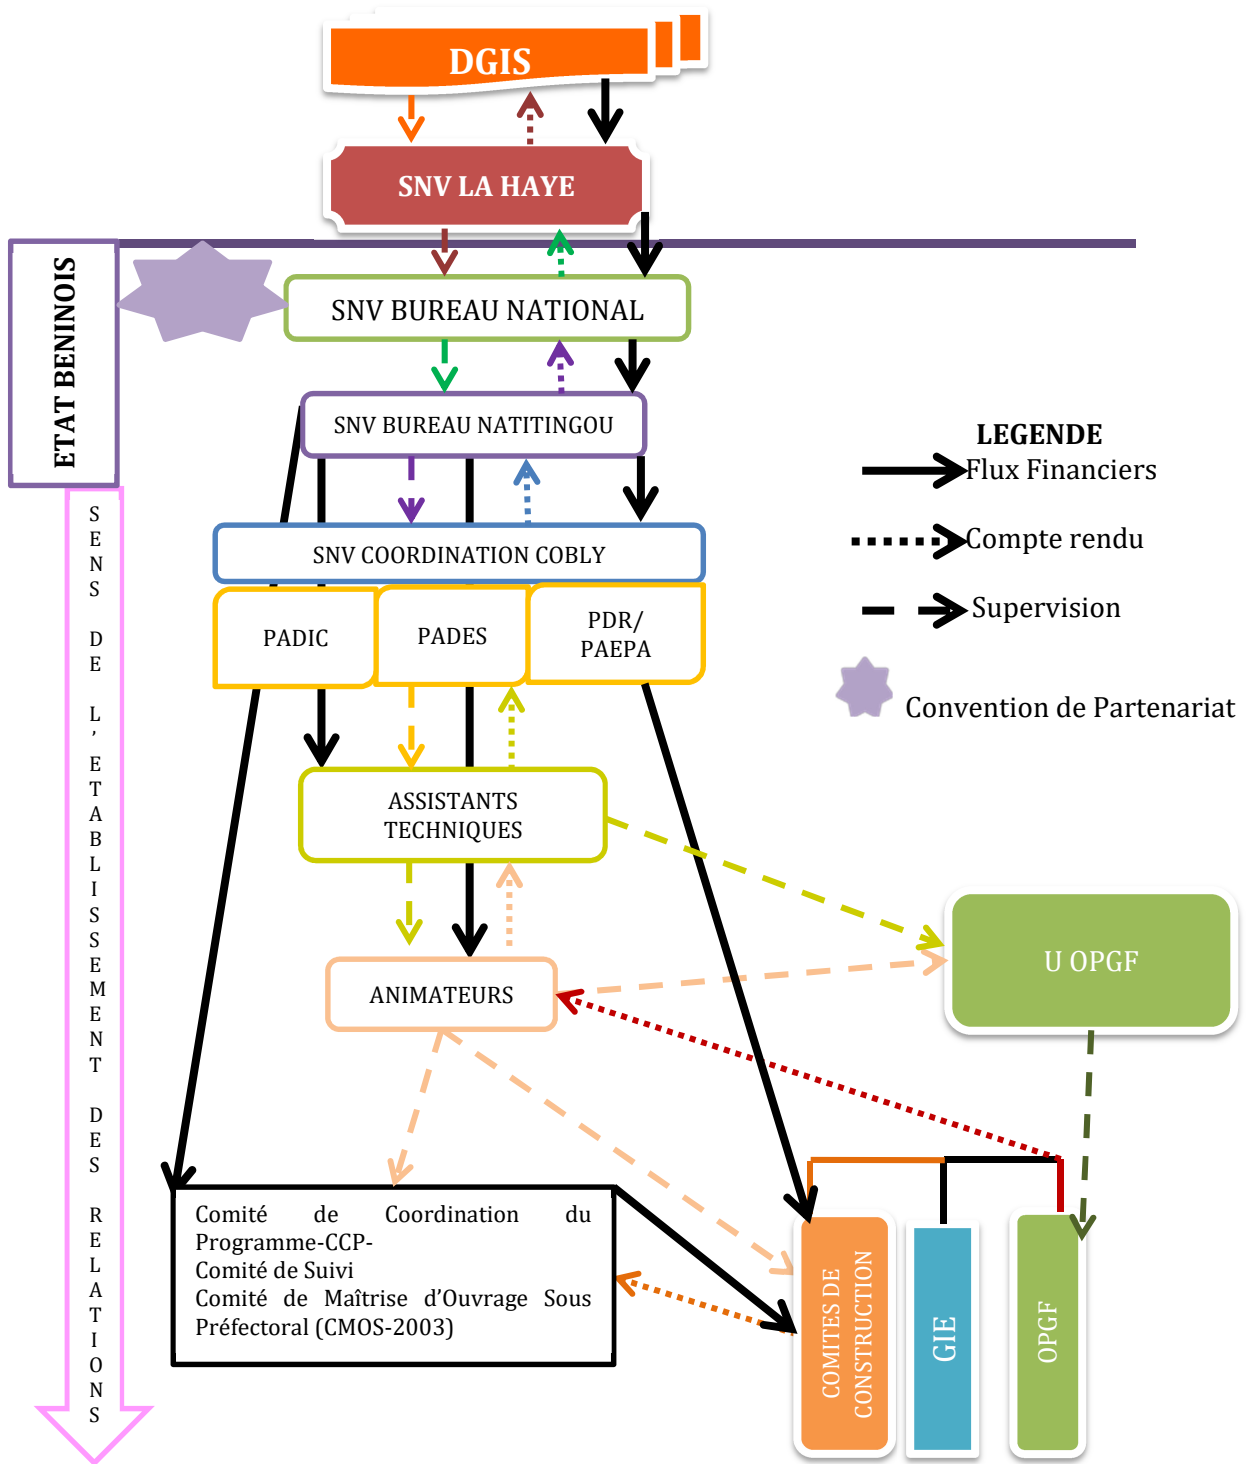 DGIS
SNV LA HAYE
ETAT BENINOIS
SNV BUREAU NATIONAL
SNV BUREAU NATITINGOU
LEGENDE
Flux Financiers
Compte rendu
Supervision
Convention de Partenariat
SENS DE L’ETABLISSEMENT DES RELATIONS
SNV COORDINATION COBLY
PADIC
PADES
PDR/
PAEPA
ASSISTANTS
TECHNIQUES
U OPGF
ANIMATEURS
Comité de Coordination du
Programme-CCP-
Comité de Suivi
Comité de Maîtrise d’Ouvrage Sous
Préfectoral (CMOS-2003)
COMITES DE
CONSTRUCTION
GIE
OPGF